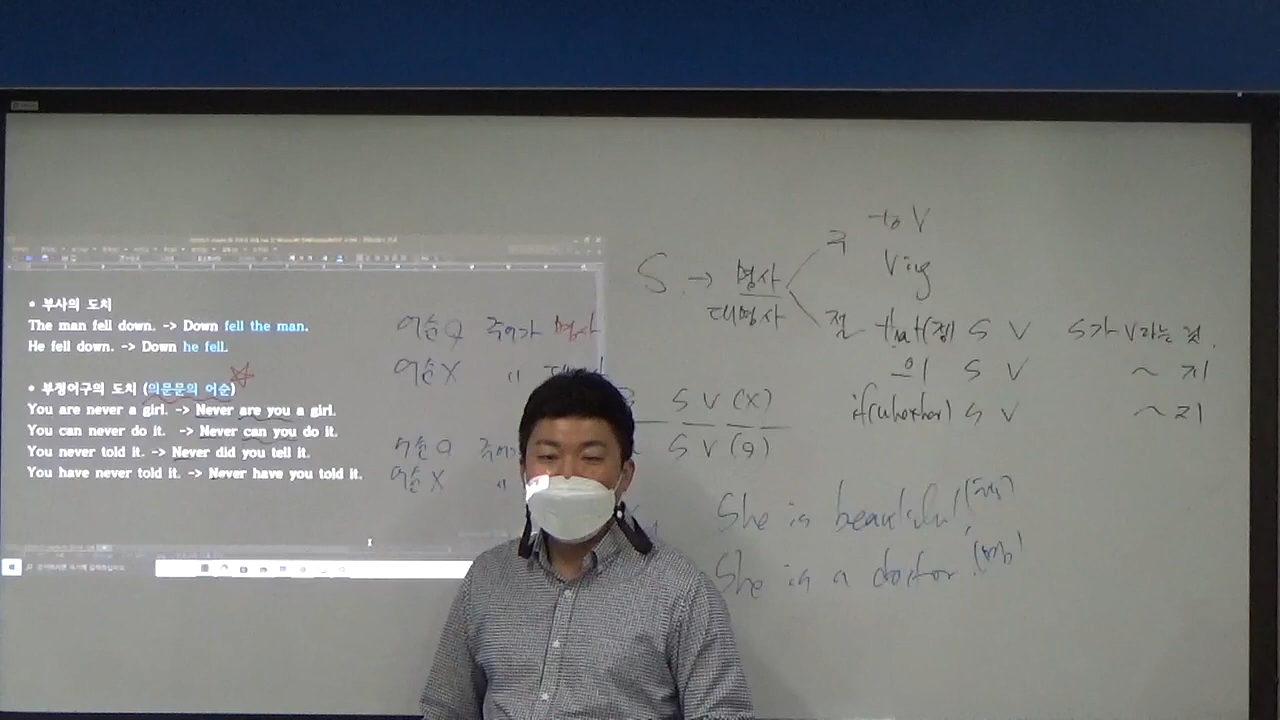 • 부사의 도치
The man fell down. -> Down fell the man.
He fell down. -> Down he fell.
• 부정어구의 도치 (의문문의 어순)
You are never a girl. -> Never are you a girl.
You can never do it. -> Never can you do it.
You never told it. -> Never did you tell it.
You have never told it. -> Never have you told it.
어순 O 주어가 명사
어순 X "
S V (X)
S V (O)
어순 O
어순 X "
S → 명사
대명사
구 to V
Ving
절 that(젭) S V S가 V라는 것.
의 S V ~ 지
if(whether) S V ~지
She is beautiful
She is a doctor.